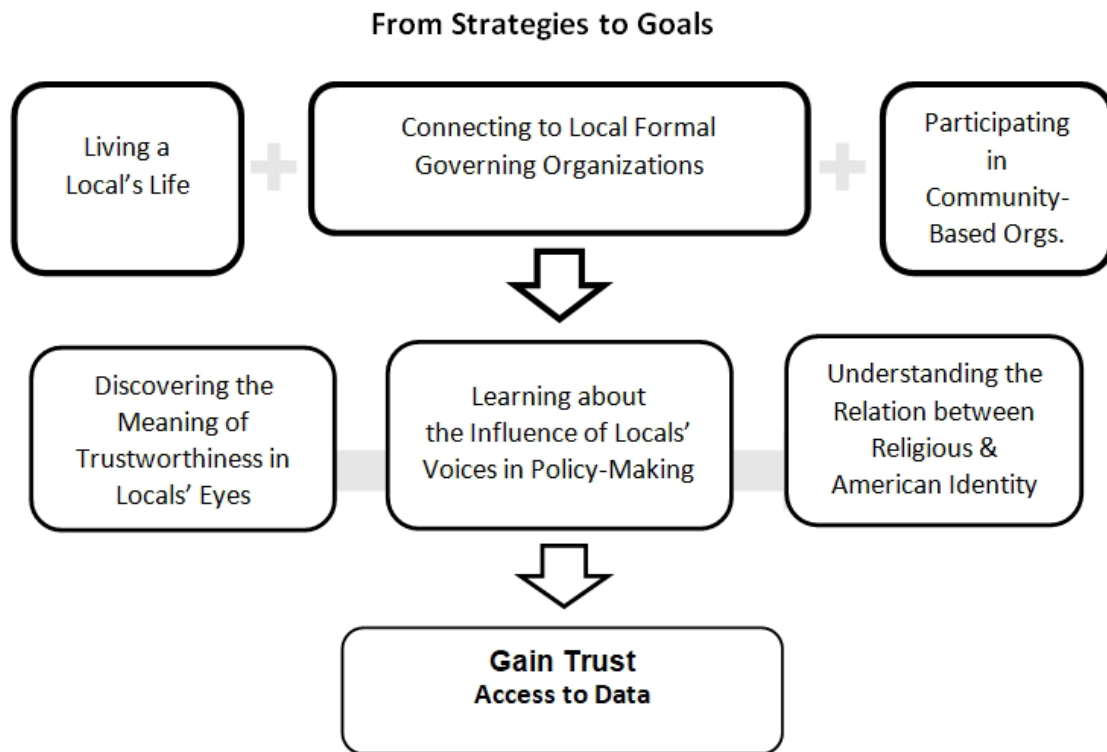 From Strategies to Goals
Living a
Local’s Life
Connecting to Local Formal
Governing Organizations
Participating
in
Community-
Based Orgs.
Discovering the
Meaning of
Trustworthiness in
Locals’ Eyes
Learning about
the Influence of Locals’
Voices in Policy-Making
Understanding the
Relation between
Religious &
American Identity
Gain Trust
Access to Data